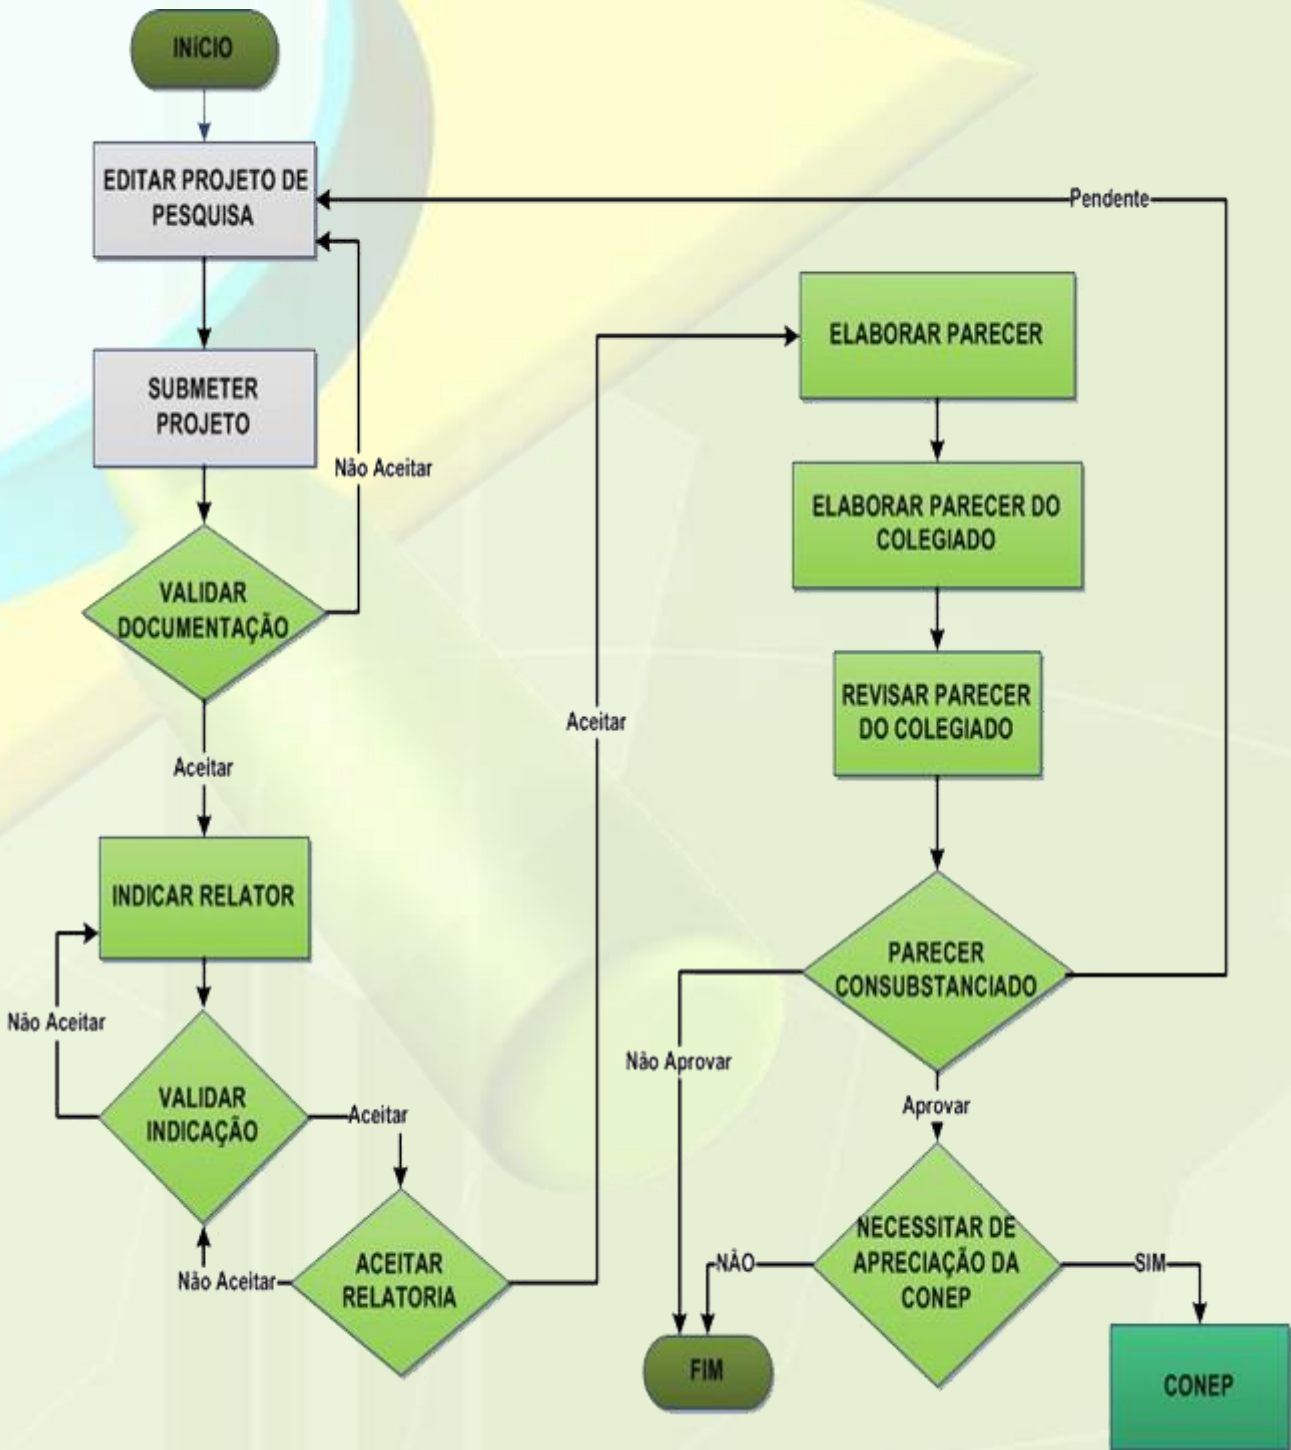 INÍCIO
EDITAR PROJETO DE
PESQUISA
Pendente
SUBMETER
PROJETO
Não Aceitar
VALIDAR
DOCUMENTAÇÃO
Aceitar
INDICAR RELATOR
Não Aceitar
VALIDAR
INDICAÇÃO
Aceitar
Não Aceitar
ACEITAR
RELATORIA
Aceitar
ELABORAR PARECER
ELABORAR PARECER DO
COLEGIADO
REVISAR PARECER
DO COLEGIADO
PARECER
CONSUBSTANCIADO
Não Aprovar
Aprovar
NECESSITAR DE
APRECIAÇÃO DA
CONEP
NÃO
SIM
FIM
CONEP